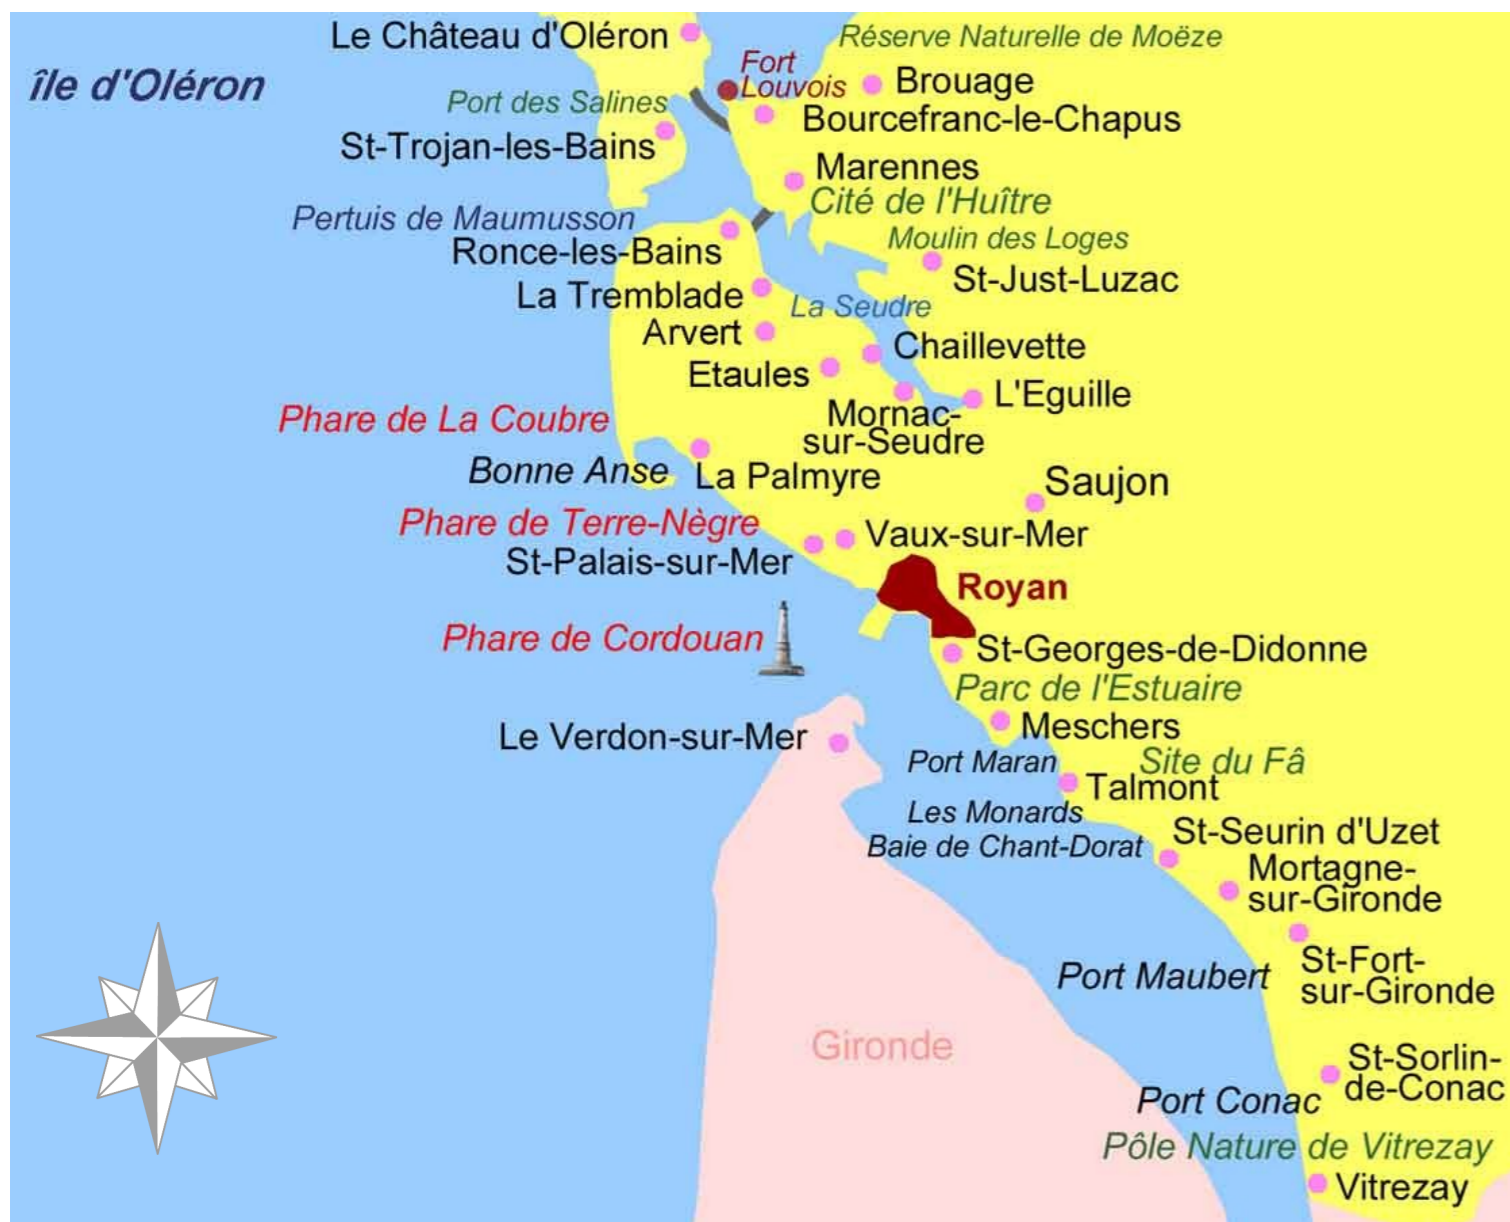 Le Château d'Oléron
Réserve Naturelle de Moëze
île d'Oléron
Fort
Louvois
Brouage
Port des Salines
Bourcefranc-le-Chapus
St-Trojan-les-Bains
Marennes
Cité de l'Huître
Pertuis de Maumusson
Moulin des Loges
Ronce-les-Bains
St-Just-Luzac
La Tremblade
La Seudre
Arvert
Chaillevette
Etaules
L'Eguille
Mornac-
sur-Seudre
Phare de La Coubre
Bonne Anse
La Palmyre
Saujon
Phare de Terre-Nègre
Vaux-sur-Mer
St-Palais-sur-Mer
Royan
Phare de Cordouan
St-Georges-de-Didonne
Parc de l'Estuaire
Meschers
Le Verdon-sur-Mer
Port Maran
Site du Fâ
Talmont
Les Monards
St-Seurin d'Uzet
Baie de Chant-Dorat
Mortagne-
sur-Gironde
St-Fort-
sur-Gironde
Port Maubert
Gironde
St-Sorlin-
de-Conac
Port Conac
Pôle Nature de Vitrezay
Vitrezay